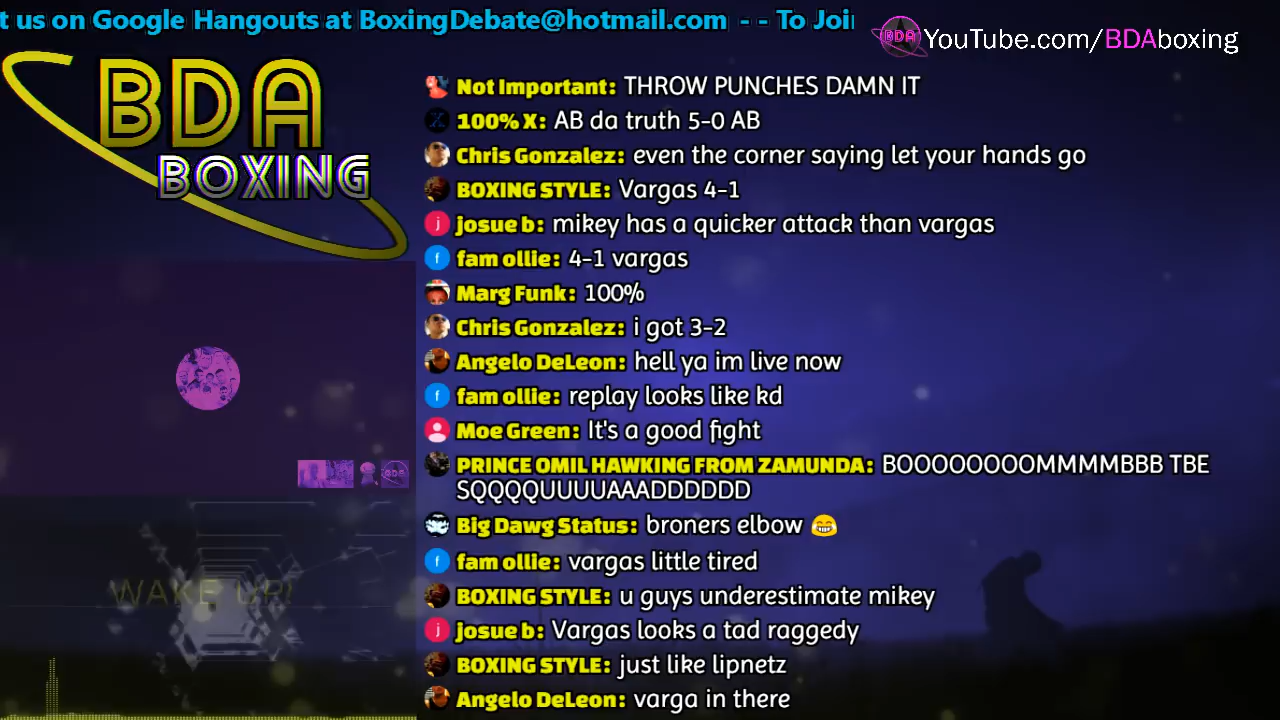 t us on Google Hangouts at BoxingDebate@hotmail.com - - To Joi
BDA
YouTube.com/BDAboxing
BDA
BOXING
Not Important: THROW PUNCHES DAMN IT
100% X: AB da truth 5-0 AB
Chris Gonzalez: even the corner saying let your hands go
BOXING STYLE: Vargas 4-1
j josue b: mikey has a quicker attack than vargas
f fam ollie: 4-1 vargas
Marg Funk: 100%
Chris Gonzalez: i got 3-2
Angelo DeLeon: hell ya im live now
f fam ollie: replay looks like kd
Moe Green: It's a good fight
PRINCE OMIL HAWKING FROM ZAMUNDA: BOOOOOOOOMMMMBBB TBE
SQQQQUUUUAAADDDDDD
Big Dawg Status: broners elbow 😂
f fam ollie: vargas little tired
BOXING STYLE: u guys underestimate mikey
j josue b: Vargas looks a tad raggedy
BOXING STYLE: just like lipnetz
Angelo DeLeon: varga in there
WAKE UP!